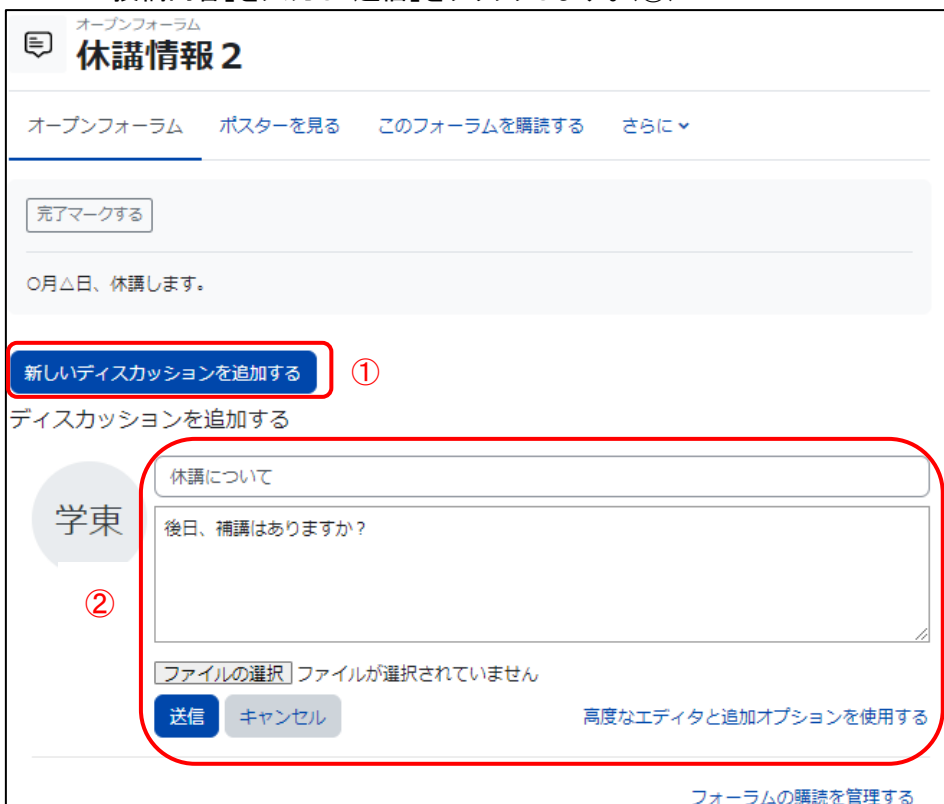 オープンフォーラム
休講情報２
オープンフォーラム ポスターを見る このフォーラムを購読する さらに
完了マークする
○月△日、休講します。
新しいディスカッションを追加する ①
ディスカッションを追加する
休講について
学東
後日、補講はありますか？
②
ファイルの選択 ファイルが選択されていません
送信 キャンセル 高度なエディタと追加オプションを使用する
フォーラムの購読を管理する